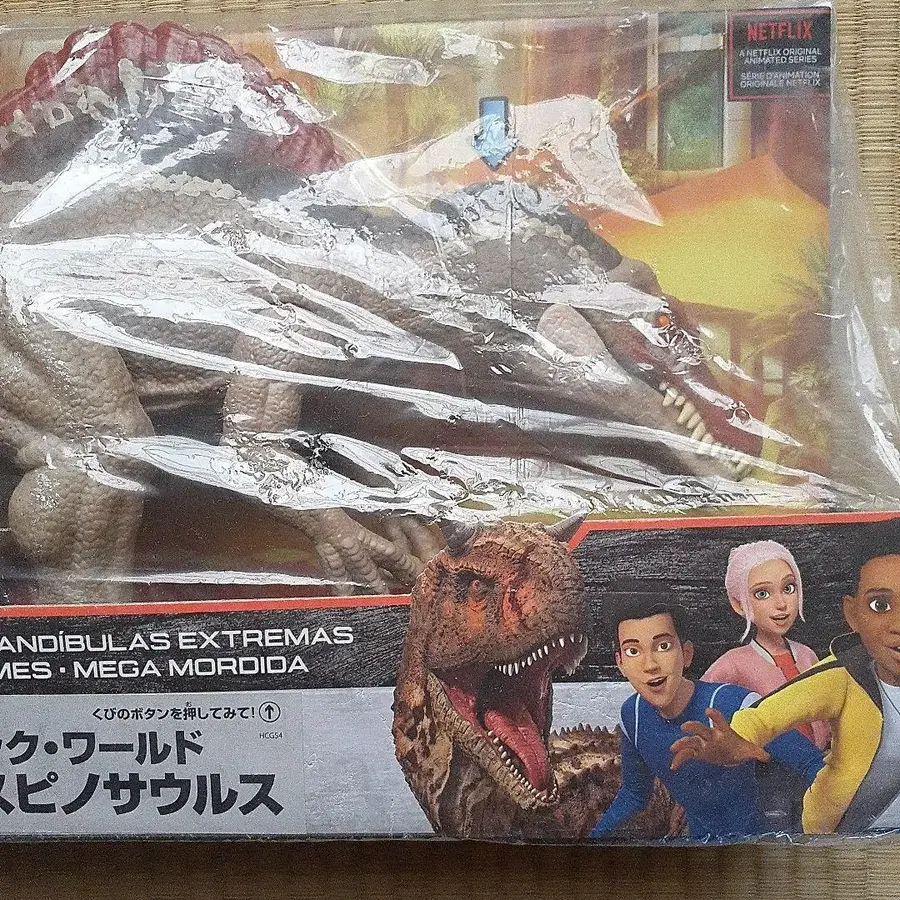 NETFLIX
A NETFLIX ORIGINAL
ANIMATED SERIES
SÉRIE D'ANIMATION
ORIGINALE NETFLIX
ANDÍBULAS EXTREMAS
MES • MEGA MORDIDA
くびのボタンを押してみて!
HCG54
ク・ワールド
スピノサウルス